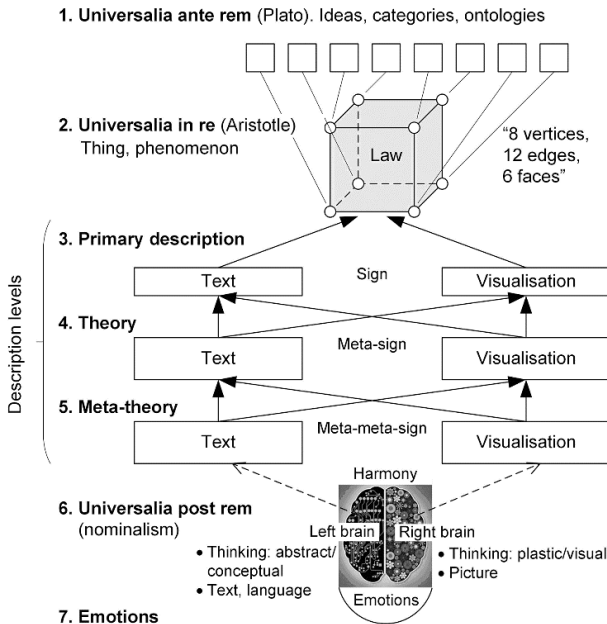 1. Universalia ante rem (Plato). Ideas, categories, ontologies
2. Universalia in re (Aristotle)
Thing, phenomenon
Law
“8 vertices,
12 edges,
6 faces”
Description levels
3. Primary description
Text
Sign
Visualisation
4. Theory
Text
Meta-sign
Visualisation
5. Meta-theory
Text
Meta-meta-sign
Visualisation
Harmony
6. Universalia post rem
(nominalism)
Left brain
Right brain
• Thinking: abstract/
conceptual
• Text, language
• Thinking: plastic/visual
• Picture
Emotions
7. Emotions